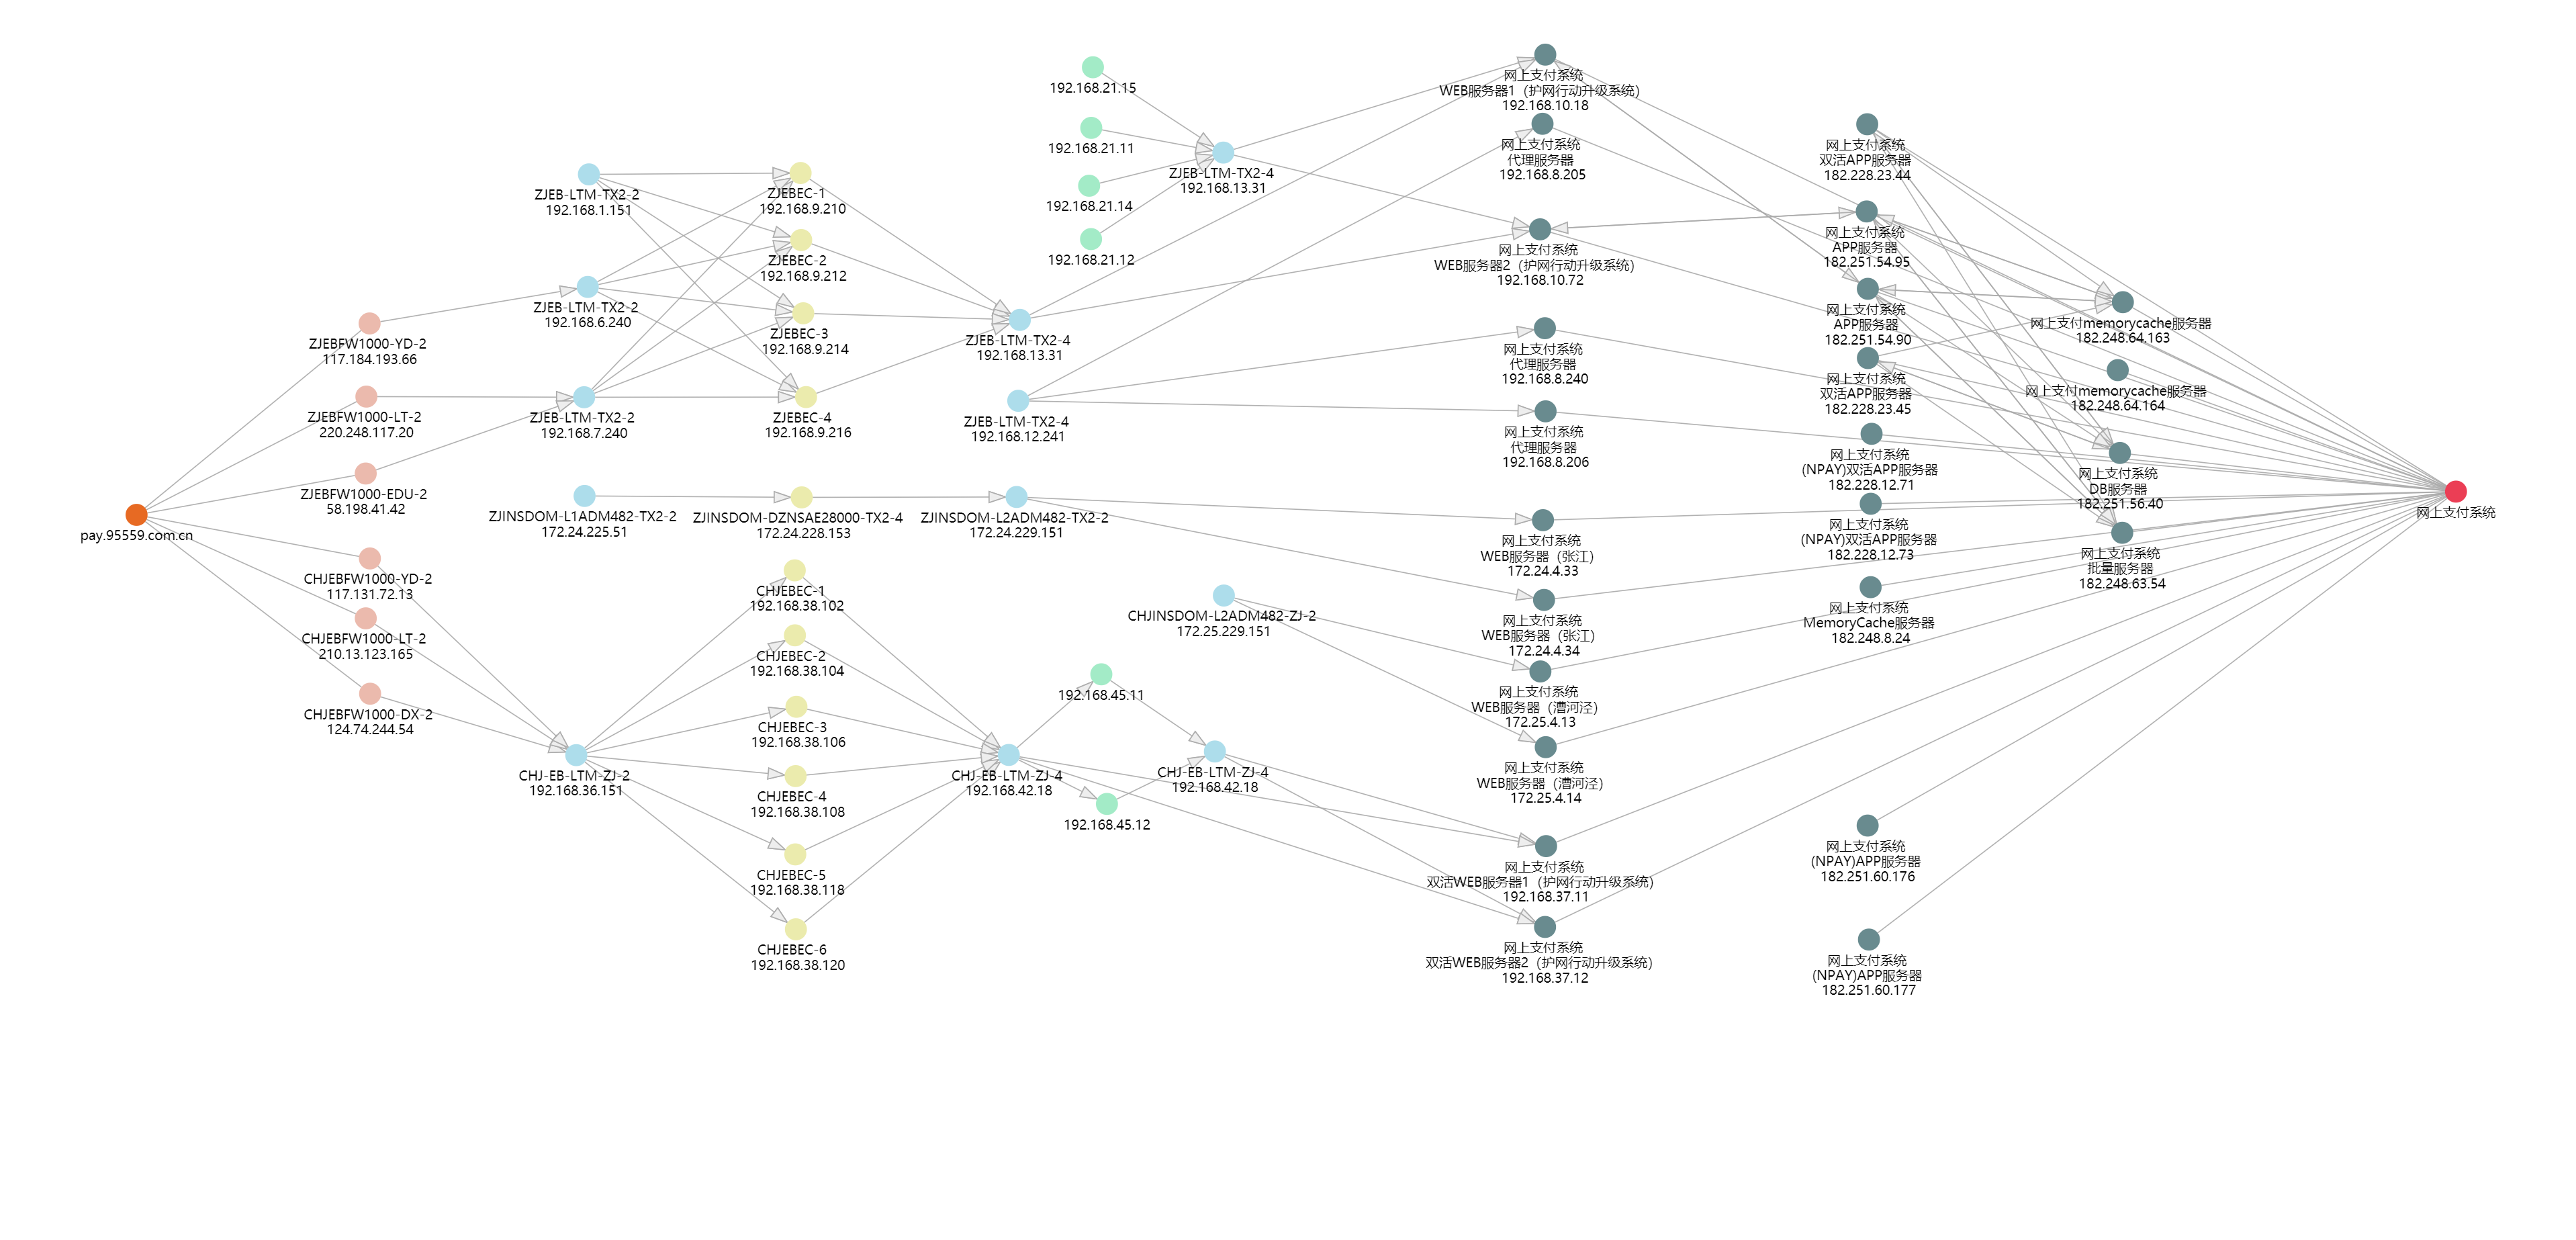 pay.95559.com.cn
ZJEBFW1000-YD-2
117.184.193.66
ZJEBFW1000-LT-2
220.248.117.20
ZJEBFW1000-EDU-2
58.198.41.42
CHJEBFW1000-YD-2
117.131.72.13
CHJEBFW1000-LT-2
210.13.123.165
CHJEBFW1000-DX-2
124.74.244.54
ZJEB-LTM-TX2-2
192.168.1.151
ZJEB-LTM-TX2-2
192.168.6.240
ZJEB-LTM-TX2-2
192.168.7.240
ZJINSDOM-L1ADM482-TX2-2
172.24.225.51
CHJ-EB-LTM-ZJ-2
192.168.36.151
ZJEBEC-1
192.168.9.210
ZJEBEC-2
192.168.9.212
ZJEBEC-3
192.168.9.214
ZJEBEC-4
192.168.9.216
ZJINSDOM-DZNSAE28000-TX2-4
172.24.228.153
CHJEBEC-1
192.168.38.102
CHJEBEC-2
192.168.38.104
CHJEBEC-3
192.168.38.106
CHJEBEC-4
192.168.38.108
CHJEBEC-5
192.168.38.118
CHJEBEC-6
192.168.38.120
ZJEB-LTM-TX2-4
192.168.13.31
ZJEB-LTM-TX2-4
192.168.12.241
ZJINSDOM-L2ADM482-TX2-2
172.24.229.151
CHJ-EB-LTM-ZJ-4
192.168.42.18
192.168.21.15
192.168.21.11
192.168.21.14
192.168.21.12
192.168.45.11
192.168.45.12
ZJEB-LTM-TX2-4
192.168.13.31
CHJINSDOM-L2ADM482-ZJ-2
172.25.229.151
CHJ-EB-LTM-ZJ-4
192.168.42.18
网上支付系统
WEB服务器1（护网行动升级系统）
192.168.10.18
网上支付系统
代理服务器
192.168.8.205
网上支付系统
WEB服务器2（护网行动升级系统）
192.168.10.72
网上支付系统
代理服务器
192.168.8.240
网上支付系统
代理服务器
192.168.8.206
网上支付系统
WEB服务器（张江）
172.24.4.33
网上支付系统
WEB服务器（张江）
172.24.4.34
网上支付系统
WEB服务器（漕河泾）
172.25.4.13
网上支付系统
WEB服务器（漕河泾）
172.25.4.14
网上支付系统
双活WEB服务器1（护网行动升级系统）
192.168.37.11
网上支付系统
双活WEB服务器2（护网行动升级系统）
192.168.37.12
网上支付系统
双活APP服务器
182.228.23.44
网上支付系统
APP服务器
182.251.54.95
网上支付系统
APP服务器
182.251.54.90
网上支付系统
双活APP服务器
182.228.23.45
网上支付系统
(NPAY)双活APP服务器
182.228.12.71
网上支付系统
(NPAY)双活APP服务器
182.228.12.73
网上支付系统
MemoryCache服务器
182.248.8.24
网上支付系统
(NPAY)APP服务器
182.251.60.176
网上支付系统
(NPAY)APP服务器
182.251.60.177
网上支付memorycache服务器
182.248.64.163
网上支付memorycache服务器
182.248.64.164
网上支付系统
DB服务器
182.251.56.40
网上支付系统
批量服务器
182.248.63.54
网上支付系统